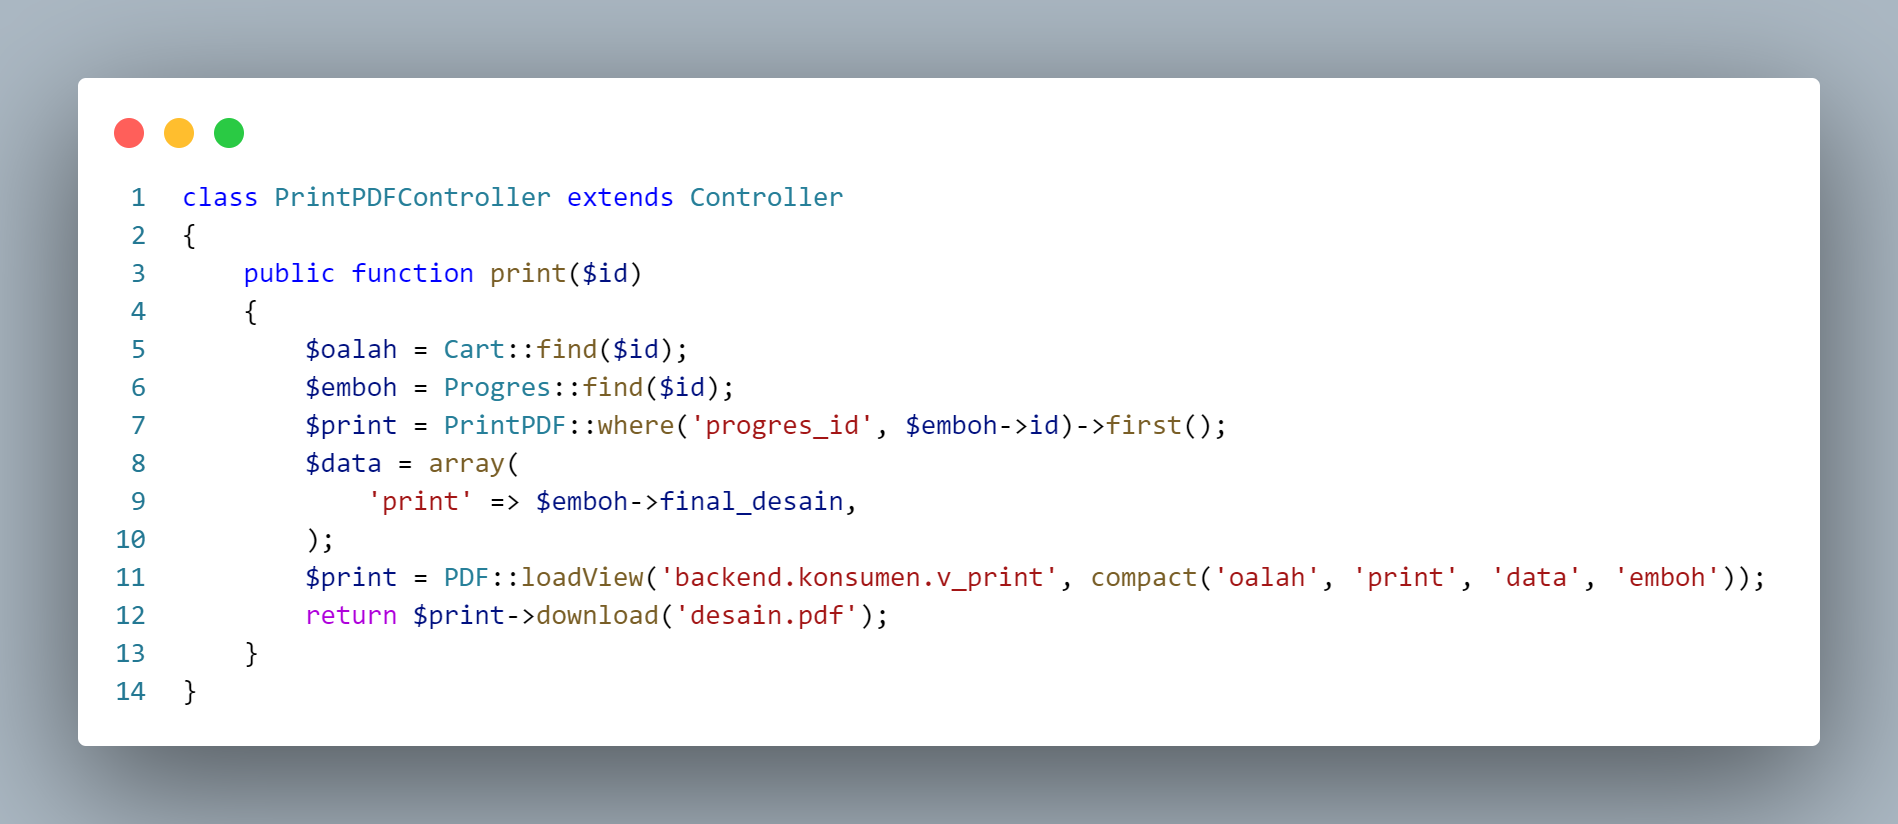 1 class PrintPDFController extends Controller
2 {
3     public function print($id)
4     {
5         $oalah = Cart::find($id);
6         $emboh = Progres::find($id);
7         $print = PrintPDF::where('progres_id', $emboh->id)->first();
8         $data = array(
9             'print' => $emboh->final_desain,
10         );
11         $print = PDF::loadView('backend.konsumen.v_print', compact('oalah', 'print', 'data', 'emboh'));
12         return $print->download('desain.pdf');
13     }
14 }